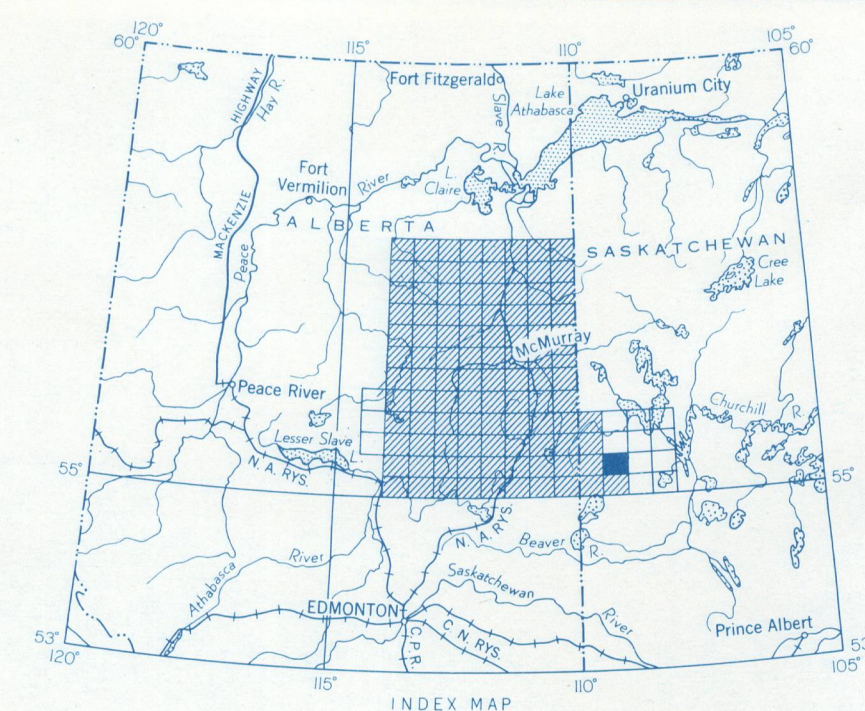 120°
60°
115°
110°
105°
60°
HIGHWAY
Hay R.
Fort Fitzgerald
Slave R.
Lake
Athabasca
Uranium City
Fort
Vermilion
River
L.
Claire
MACKENZIE
Peace
ALBERTA
SASKATCHEWAN
Cree
Lake
McMurray
Peace River
Churchill R.
Lesser Slave L.
55°
N. A. RYS.
55°
N. A. RYS.
Beaver R.
Athabasca River
Saskatchewan River
EDMONTON
C. N. RYS.
C.P.R.
Prince Albert
53°
120°
115°
110°
53
105°
INDEX MAP